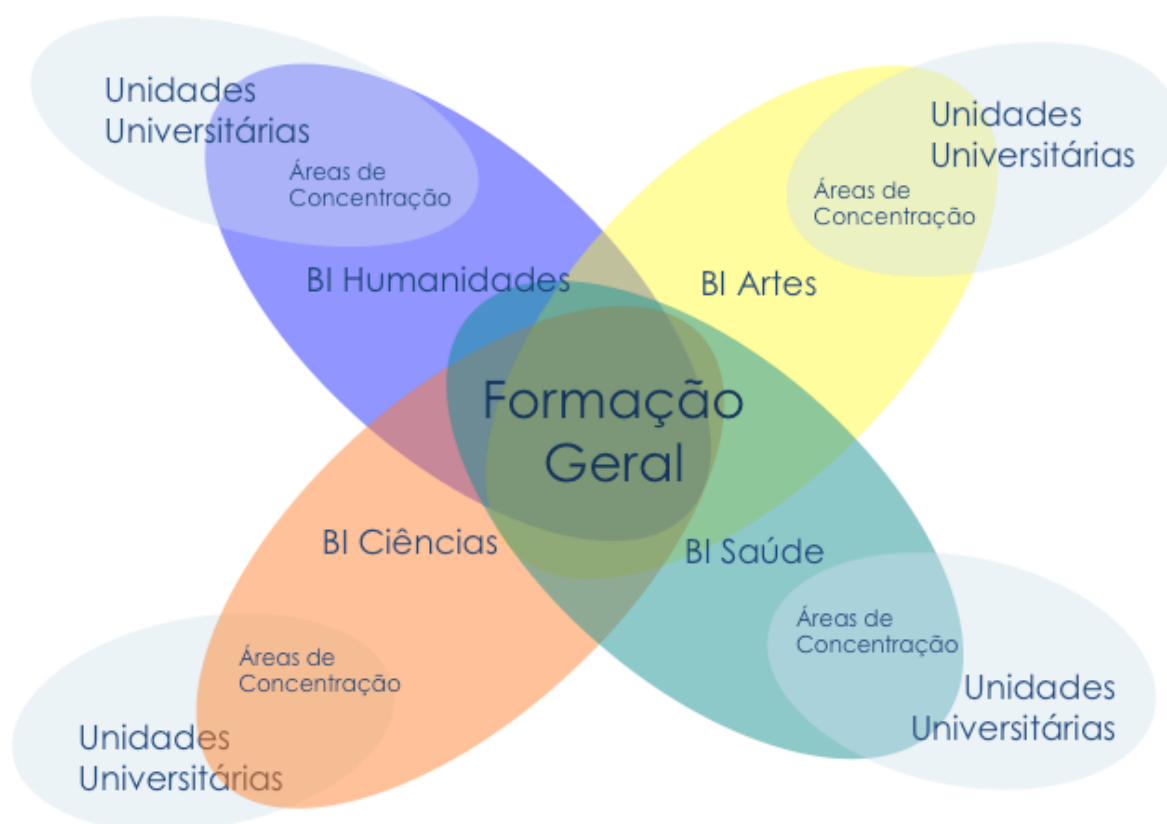 Unidades
Universitárias
Áreas de
Concentração
BI Humanidades
Unidades
Universitárias
Áreas de
Concentração
BI Artes
Formação
Geral
BI Ciências
Áreas de
Concentração
Unidades
Universitárias
BI Saúde
Áreas de
Concentração
Unidades
Universitárias